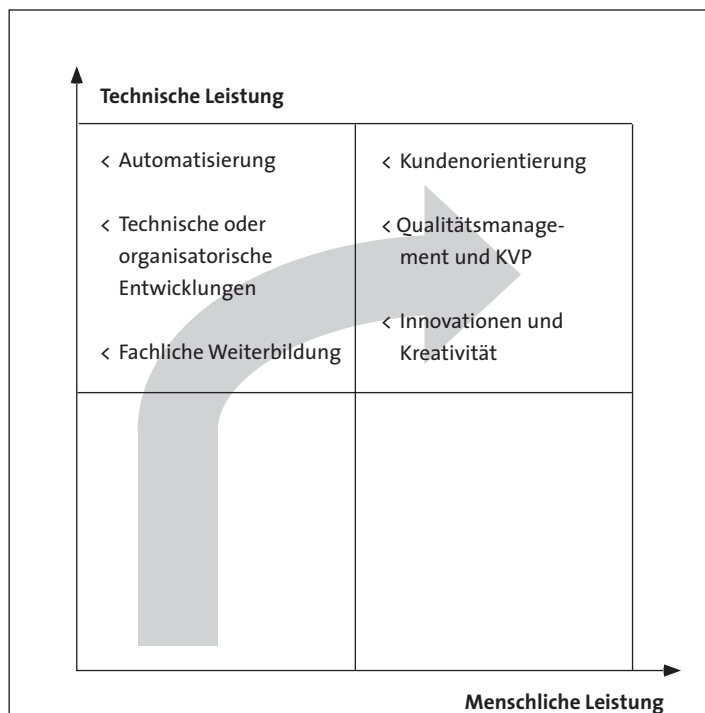 Technische Leistung
< Automatisierung
< Technische oder
organisatorische
Entwicklungen
< Fachliche Weiterbildung
< Kundenorientierung
< Qualitätsmanage-
ment und KVP
< Innovationen und
Kreativität
Menschliche Leistung